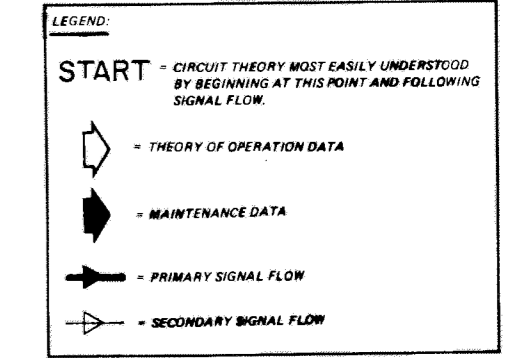 LEGEND:
START = CIRCUIT THEORY MOST EASILY UNDERSTOOD
BY BEGINNING AT THIS POINT AND FOLLOWING
SIGNAL FLOW.
= THEORY OF OPERATION DATA
= MAINTENANCE DATA
= PRIMARY SIGNAL FLOW
= SECONDARY SIGNAL FLOW